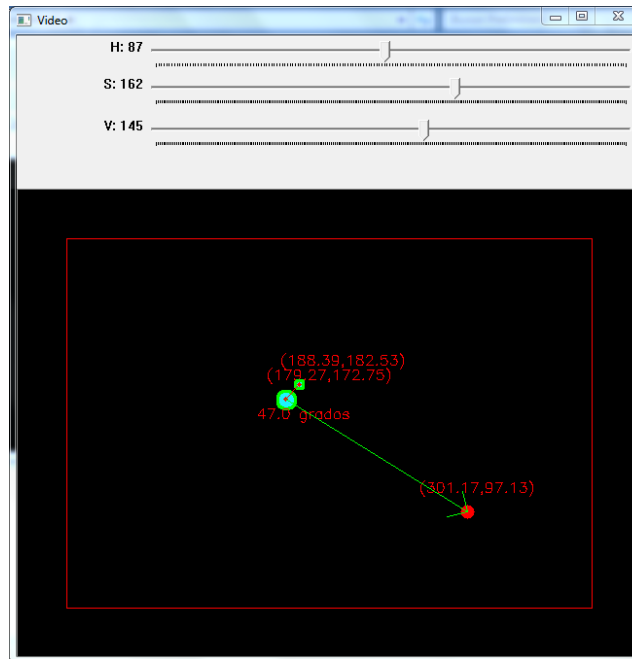 Video
H: 87
S: 162
V: 145
(188.39,182.53)
(179.27,172.75)
47.0 grados
(301.17,97.13)